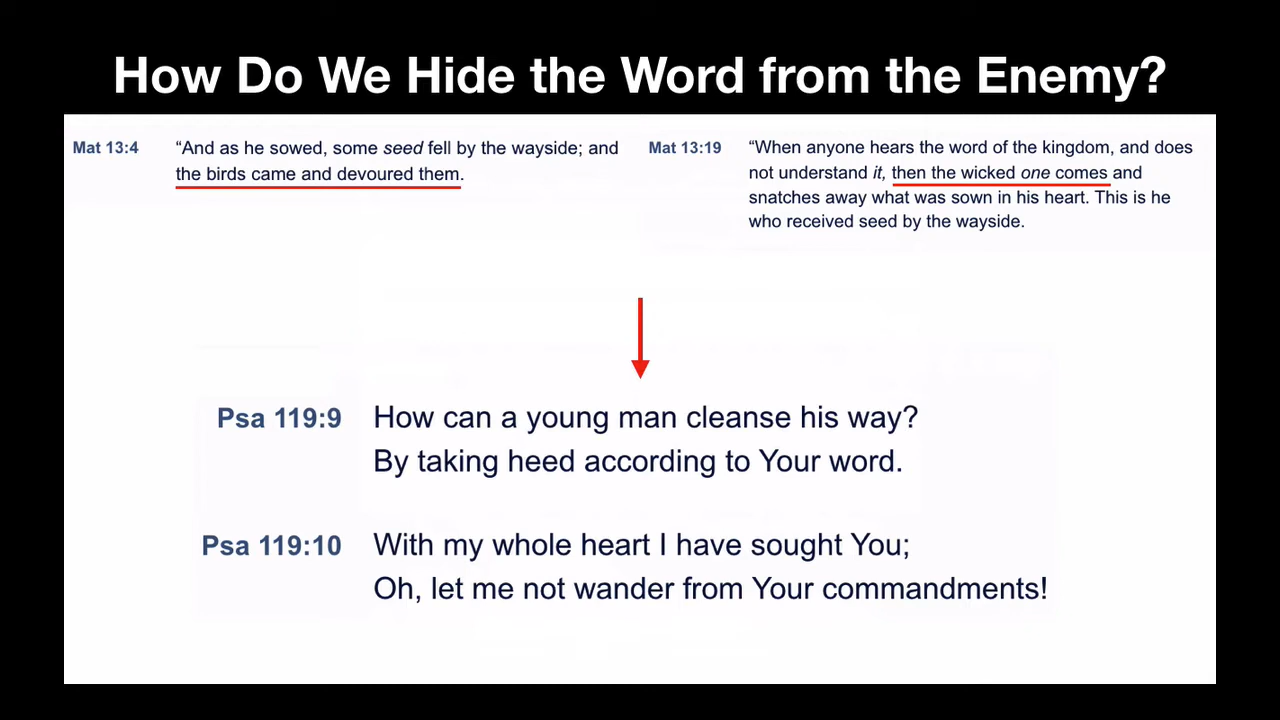 How Do We Hide the Word from the Enemy?
Mat 13:4 “And as he sowed, some seed fell by the wayside; and
the birds came and devoured them.
Mat 13:19 “When anyone hears the word of the kingdom, and does
not understand it, then the wicked one comes and
snatches away what was sown in his heart. This is he
who received seed by the wayside.
Psa 119:9 How can a young man cleanse his way?
By taking heed according to Your word.
Psa 119:10 With my whole heart I have sought You;
Oh, let me not wander from Your commandments!